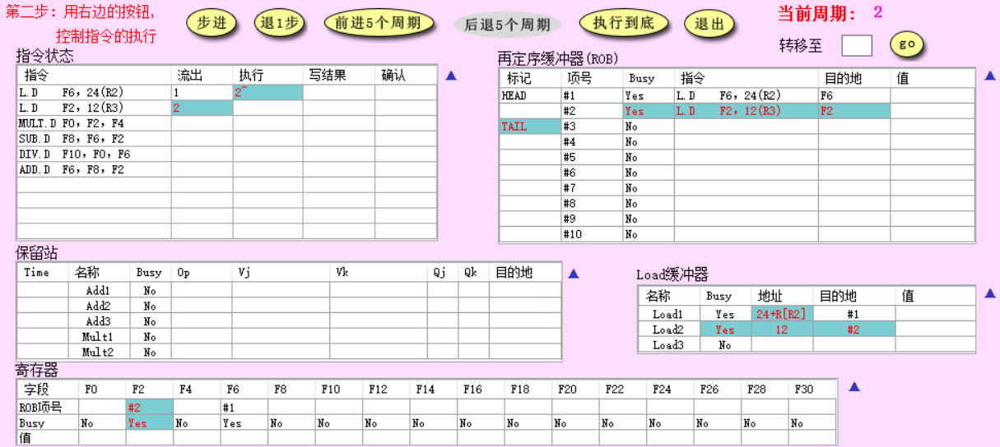 第二步：用右边的按钮，
控制指令的执行
步进 退1步 前进5个周期 后退5个周期 执行到底 退出
当前周期： 2
转移至 go
指令状态
指令 流出 执行 写结果 确认
L.D F6, 24(R2) 1 2~
L.D F2, 12(R3) 2
MULT.D F0, F2, F4
SUB.D F8, F6, F2
DIV.D F10, F0, F6
ADD.D F6, F8, F2
再定序缓冲器(ROB)
标记 项号 Busy 指令 目的地 值
HEAD #1 Yes L.D F6, 24(R2) F6
#2 Yes L.D F2, 12(R3) F2
TAIL #3 No
#4 No
#5 No
#6 No
#7 No
#8 No
#9 No
#10 No
保留站
Time 名称 Busy Op Vj Vk Qj Qk 目的地
Add1 No
Add2 No
Add3 No
Mult1 No
Mult2 No
Load缓冲器
名称 Busy 地址 目的地 值
Load1 Yes 24+R[R2] #1
Load2 Yes 12 #2
Load3 No
寄存器
字段 F0 F2 F4 F6 F8 F10 F12 F14 F16 F18 F20 F22 F24 F26 F28 F30
ROB项号 #2 #1
Busy No Yes No Yes No No No No No No No No No No No No
值